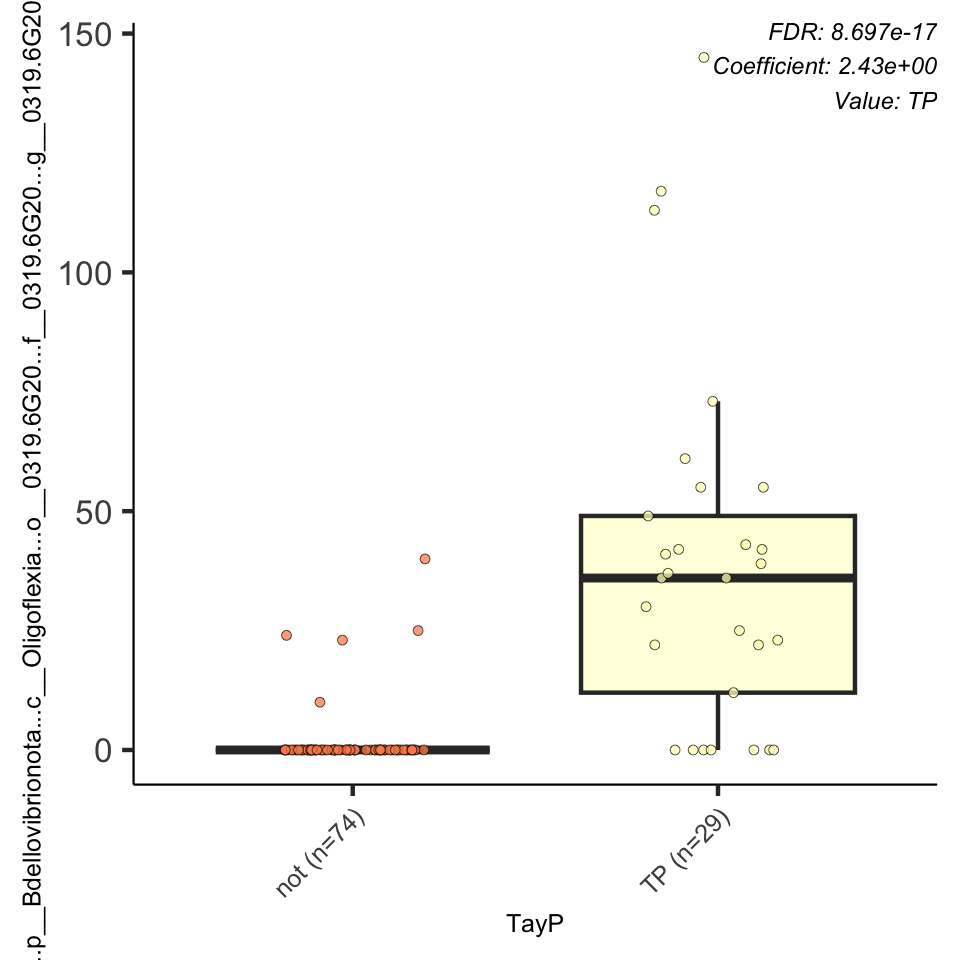 ...p__Bdellovibrionota...c__Oligoflexia...o__0319.6G20...f__0319.6G20...g__0319.6G20
150
100
50
0
FDR: 8.697e-17
Coefficient: 2.43e+00
Value: TP
not (n=74)
TP (n=29)
TayP